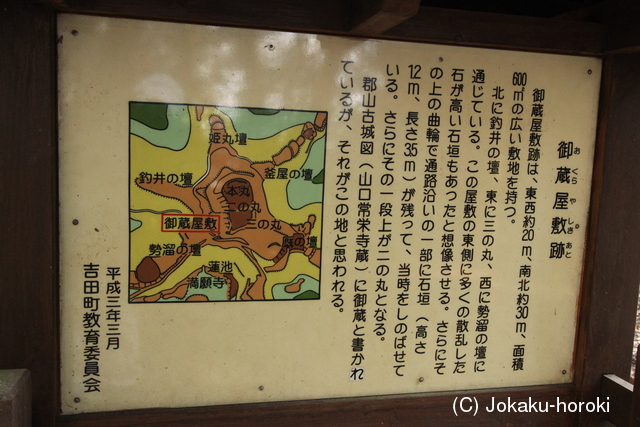 御蔵屋敷跡
お くら や しき あと
御蔵屋敷跡は、東西約20m、南北約30m、面積
600㎡の広い敷地を持つ。
北に釣井の壇、東に三の丸、西に勢溜の壇に
通じている。この屋敷の東側に多くの散乱した
石が高い石垣もあったと想像させる。さらにそ
の上の曲輪で通路沿いの一部に石垣（高さ
12m、長さ35m）が残って、当時をしのばせて
いる。さらにその一段上が二の丸となる。
郡山古城図（山口常栄寺蔵）に御蔵と書かれ
ているが、それがこの地と思われる。
平成三年三月
吉田町教育委員会
姫丸壇
釜屋の壇
釣井の壇
本丸
二の丸
三の丸
御蔵屋敷
勢溜の壇
蓮池
満願寺
の壇
(C) Jokaku-horoki